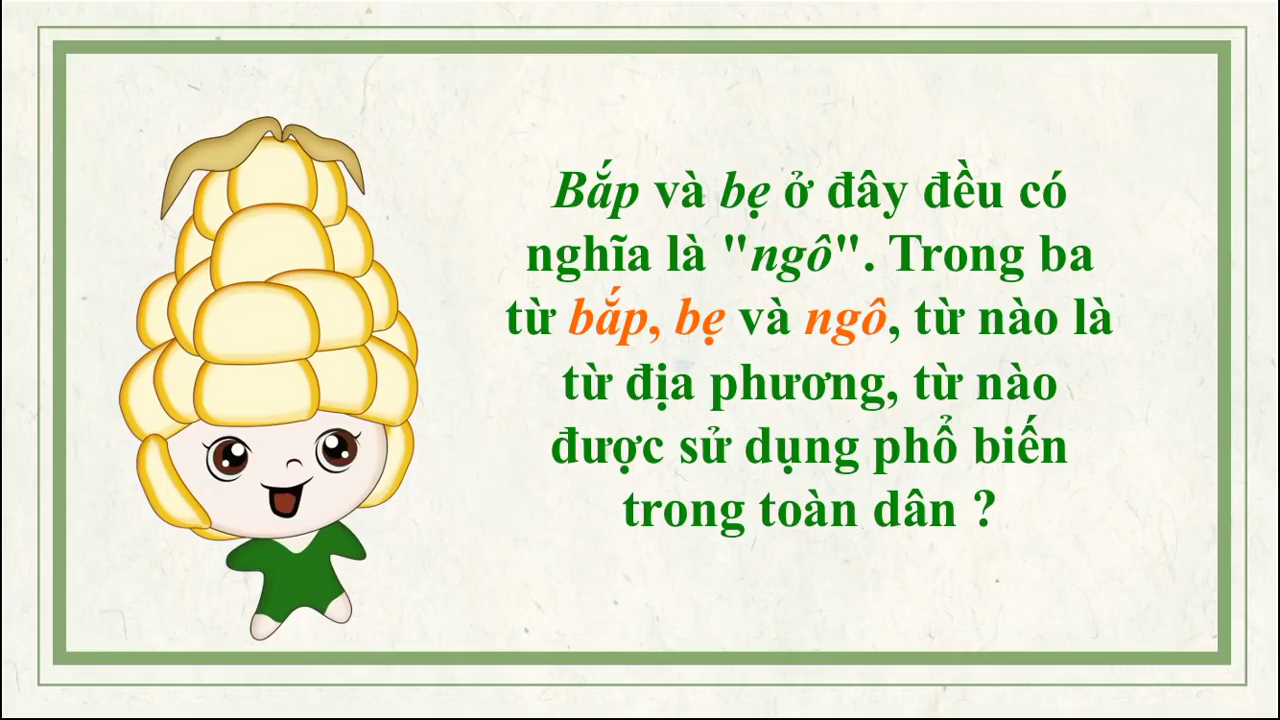 Bắp và bẹ ở đây đều có
nghĩa là "ngô". Trong ba
từ bắp, bẹ và ngô, từ nào là
từ địa phương, từ nào
được sử dụng phổ biến
trong toàn dân ?